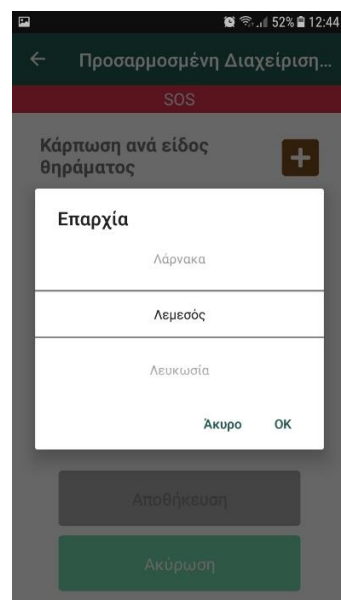 52% 12:44
Προσαρμοσμένη Διαχείριση...
SOS
Κάρπωση ανά είδος
θηράματος
Επαρχία
Λάρνακα
Λεμεσός
Λευκωσία
Άκυρο OK
Αποθήκευση
Ακύρωση